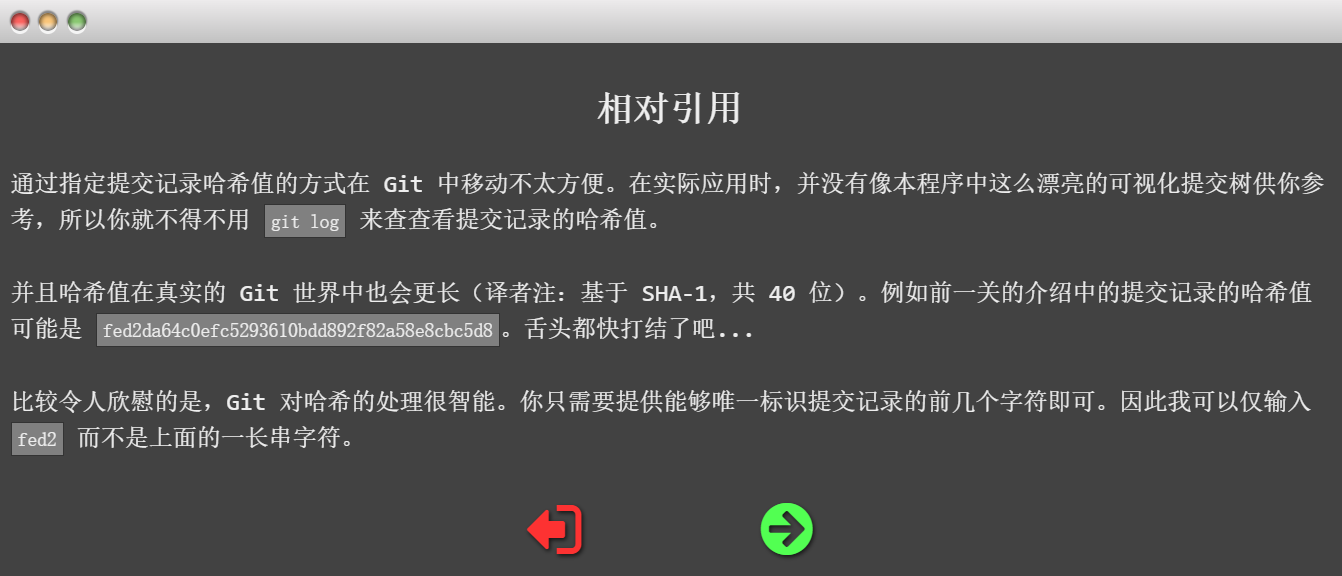 相对引用
通过指定提交记录哈希值的方式在 Git 中移动不太方便。在实际应用时，并没有像本程序中这么漂亮的可视化提交树供你参
考，所以你就不得不用 git log 来查查看提交记录的哈希值。
并且哈希值在真实的 Git 世界中也会更长（译者注：基于 SHA-1，共 40 位）。例如前一关的介绍中的提交记录的哈希值
可能是 fed2da64c0efc5293610bdd892f82a58e8cbc5d8。舌头都快打结了吧...
比较令人欣慰的是，Git 对哈希的处理很智能。你只需要提供能够唯一标识提交记录的前几个字符即可。因此我可以仅输入
fed2 而不是上面的一长串字符。